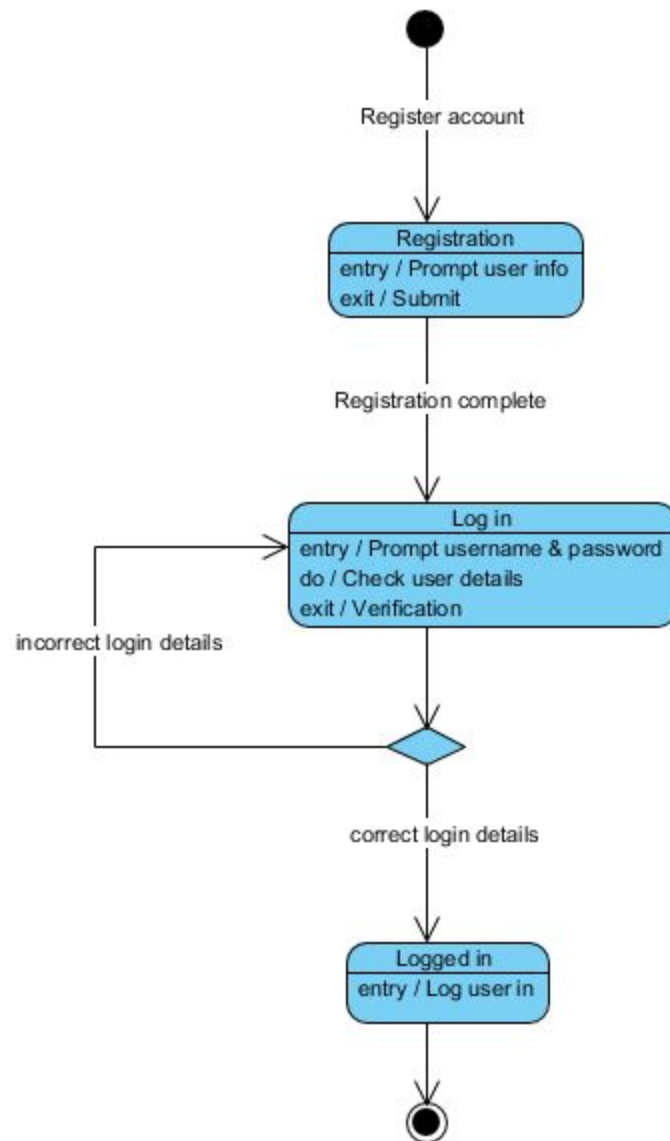 Register account
Registration
entry / Prompt user info
exit / Submit
Registration complete
Log in
entry / Prompt username & password
do / Check user details
exit / Verification
incorrect login details
correct login details
Logged in
entry / Log user in